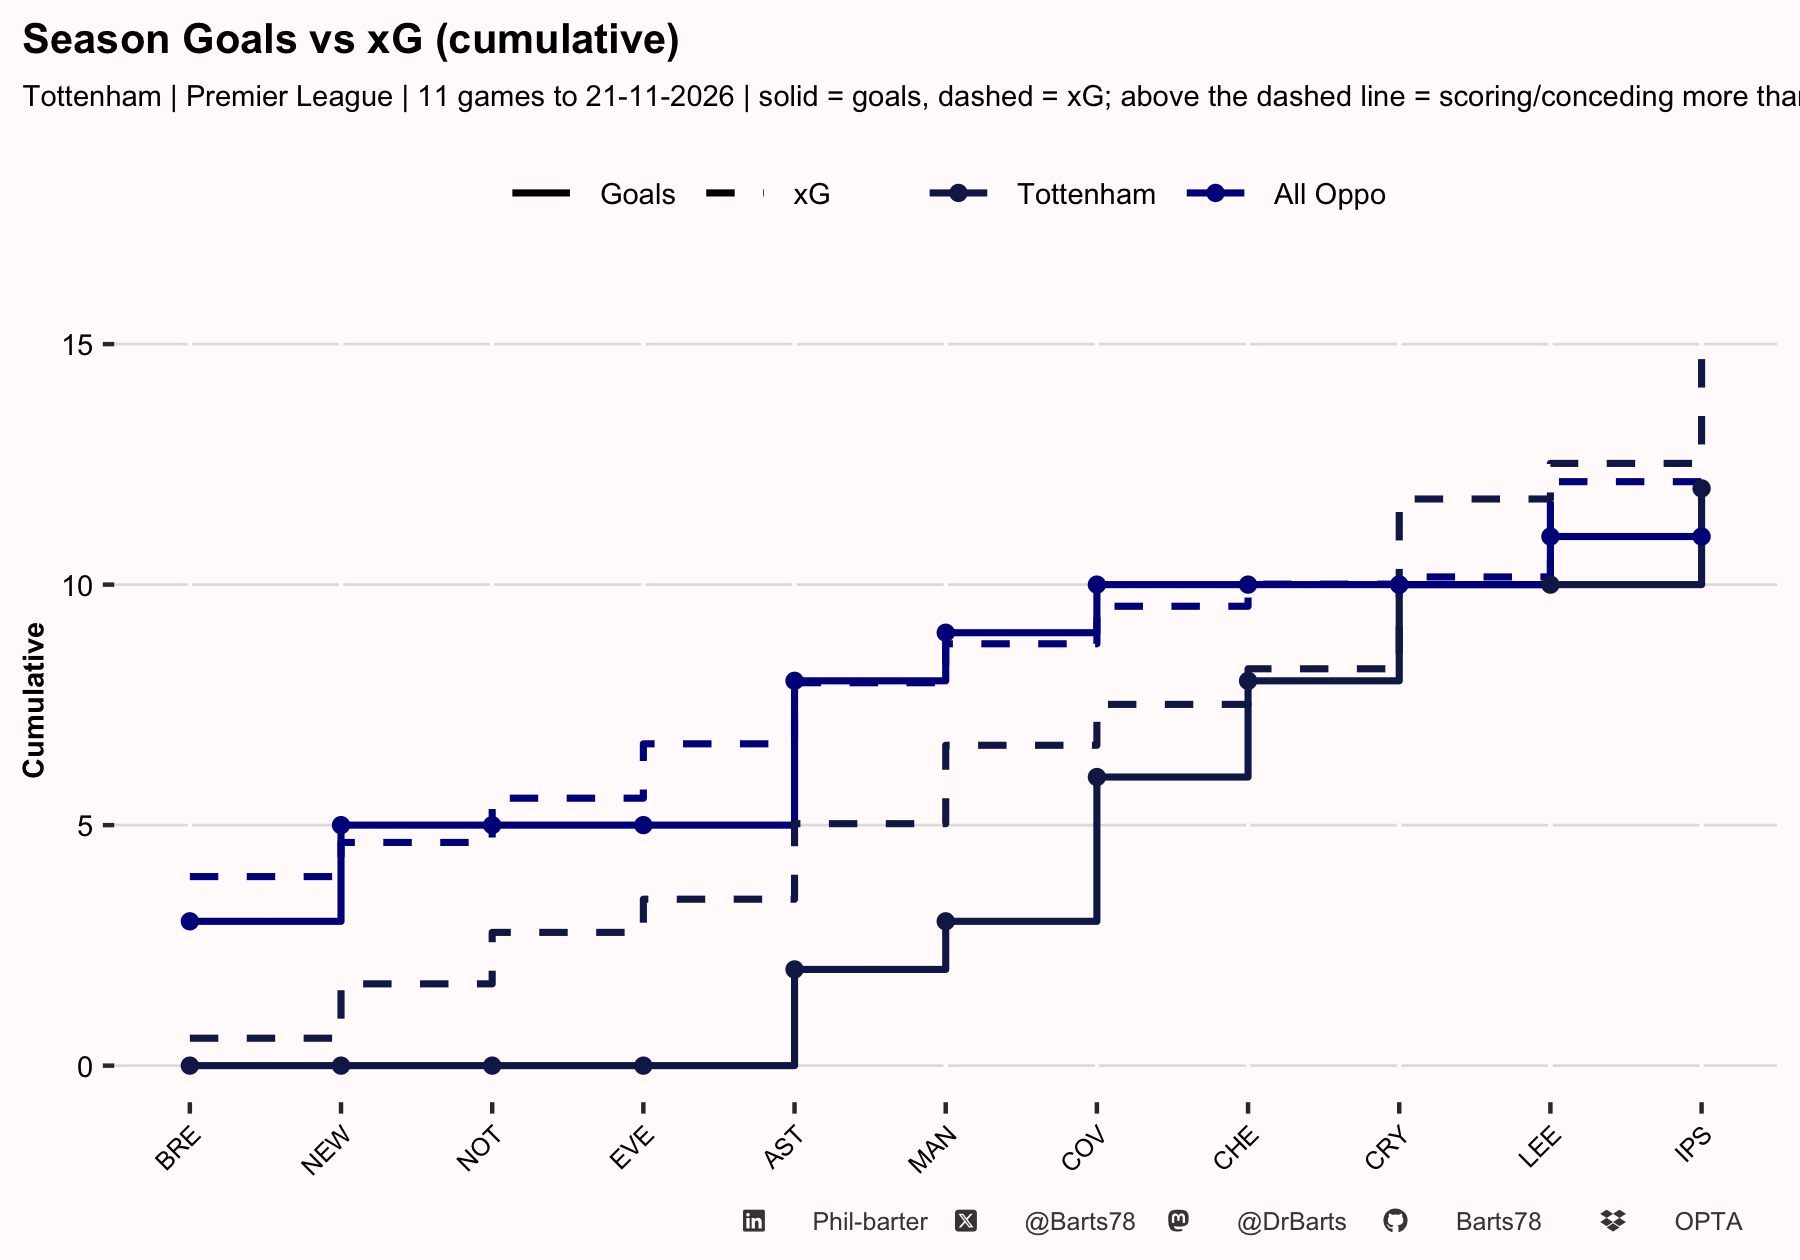 Season Goals vs xG (cumulative)
Tottenham | Premier League | 11 games to 21-11-2026 | solid = goals, dashed = xG; above the dashed line = scoring/conceding more
Goals xG Tottenham All Oppo
15
10
5
0
Cumulative
BRE NEW NOT EVE AST MAN COV CHE CRY LEE IPS
Phil-barter @Barts78 @DrBarts Barts78 OPTA